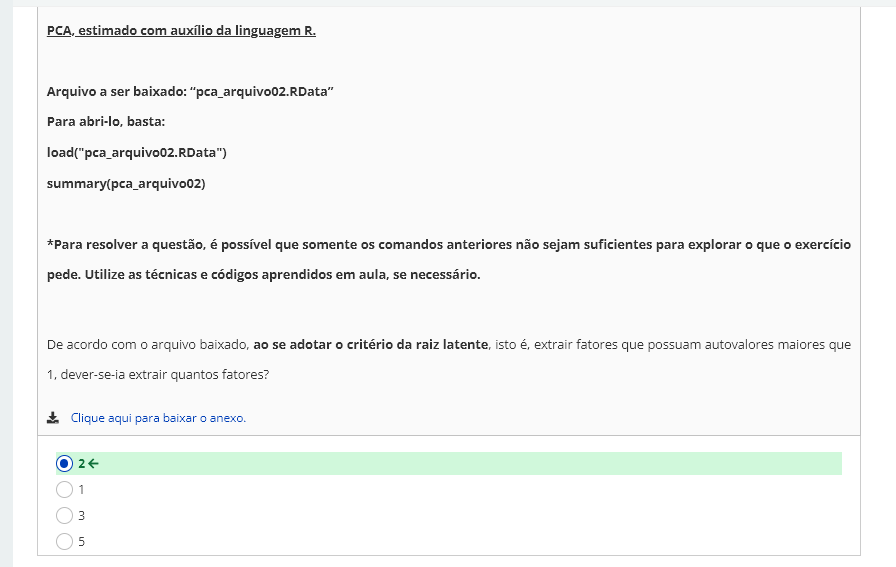 PCA, estimado com auxílio da linguagem R.
Arquivo a ser baixado: “pca_arquivo02.RData”
Para abri-lo, basta:
load("pca_arquivo02.RData")
summary(pca_arquivo02)
*Para resolver a questão, é possível que somente os comandos anteriores não sejam suficientes para explorar o que o exercício
pede. Utilize as técnicas e códigos aprendidos em aula, se necessário.
De acordo com o arquivo baixado, ao se adotar o critério da raiz latente, isto é, extrair fatores que possuam autovalores maiores que
1, dever-se-ia extrair quantos fatores?
Clique aqui para baixar o anexo.
2←
1
3
5